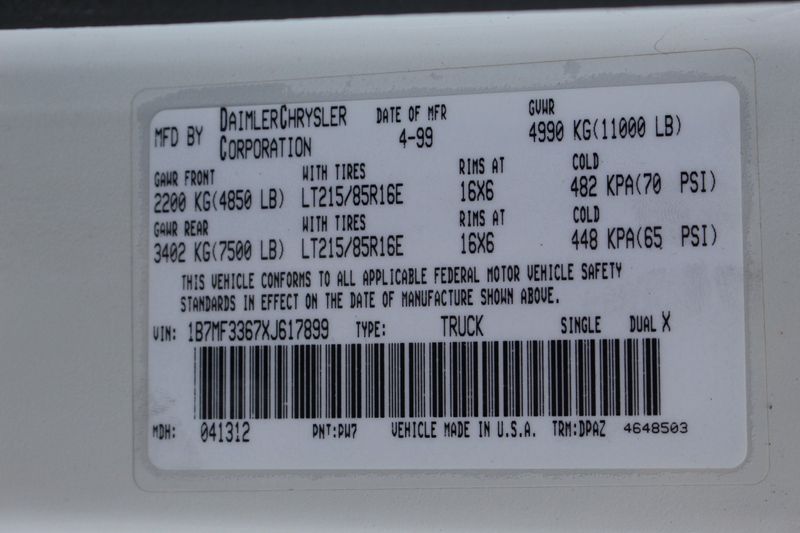 MFD BY DAIMLERCHRYSLER CORPORATION DATE OF MFR 4-99 GVWR 4990 KG(11000 LB)
GAWR FRONT WITH TIRES RIMS AT COLD
2200 KG(4850 LB) LT215/85R16E 16X6 482 KPA(70 PSI)
GAWR REAR WITH TIRES RIMS AT COLD
3402 KG(7500 LB) LT215/85R16E 16X6 448 KPA(65 PSI)
THIS VEHICLE CONFORMS TO ALL APPLICABLE FEDERAL MOTOR VEHICLE SAFETY
STANDARDS IN EFFECT ON THE DATE OF MANUFACTURE SHOWN ABOVE.
VIN: 1B7MF3367XJ617899 TYPE: TRUCK SINGLE DUAL X
MDH: 041312 PNT:PW7 VEHICLE MADE IN U.S.A. TRM:DPAZ 4648503